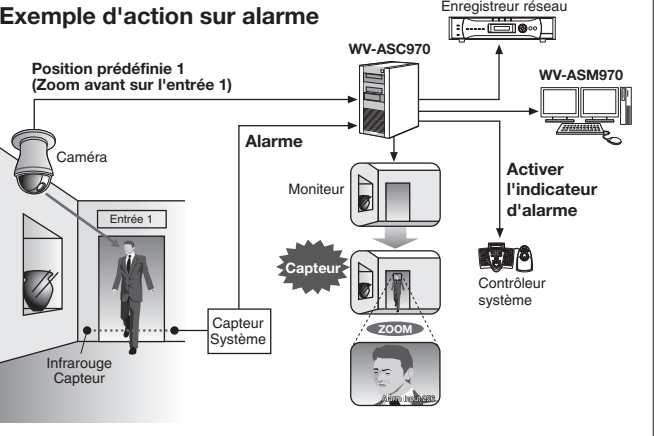 Exemple d'action sur alarme
Enregistreur réseau
WV-ASC970
WV-ASM970
Position prédéfinie 1
(Zoom avant sur l'entrée 1)
Caméra
Alarme
Moniteur
Activer
l'indicateur
d'alarme
Entrée 1
Capteur
Contrôleur
système
Capteur
Système
ZOOM
Infrarouge
Capteur